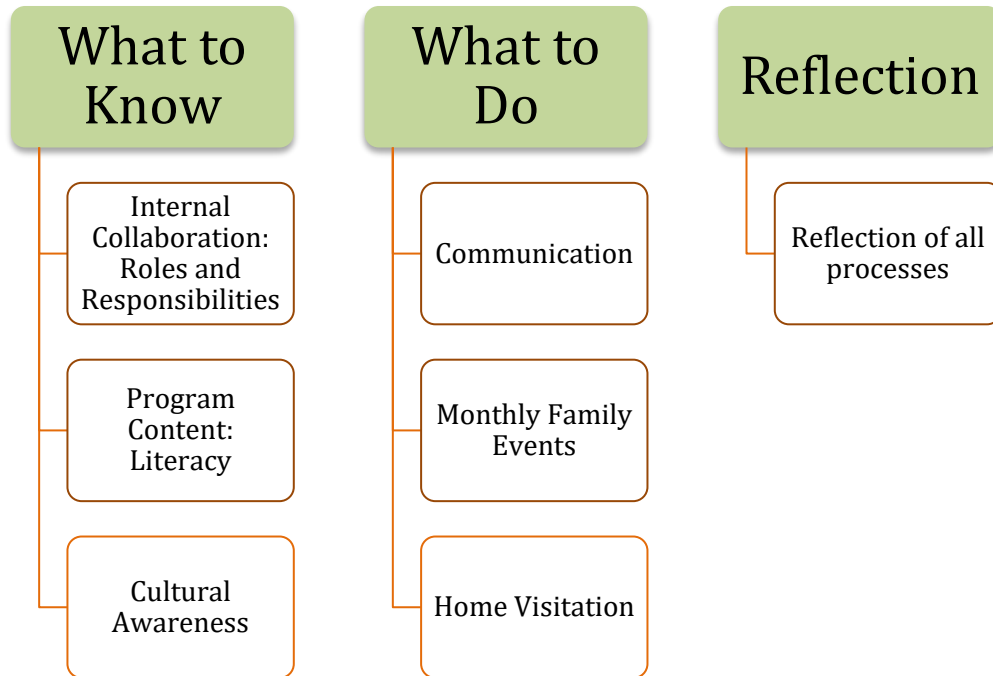 What to
Know
Internal
Collaboration:
Roles and
Responsibilities
Program
Content:
Literacy
Cultural
Awareness
What to
Do
Communication
Monthly Family
Events
Home Visitation
Reflection
Reflection of all
processes